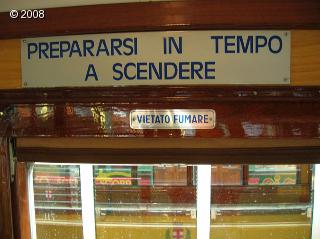 © 2008
PREPARARSI IN TEMPO
A SCENDERE
VIETATO FUMARE